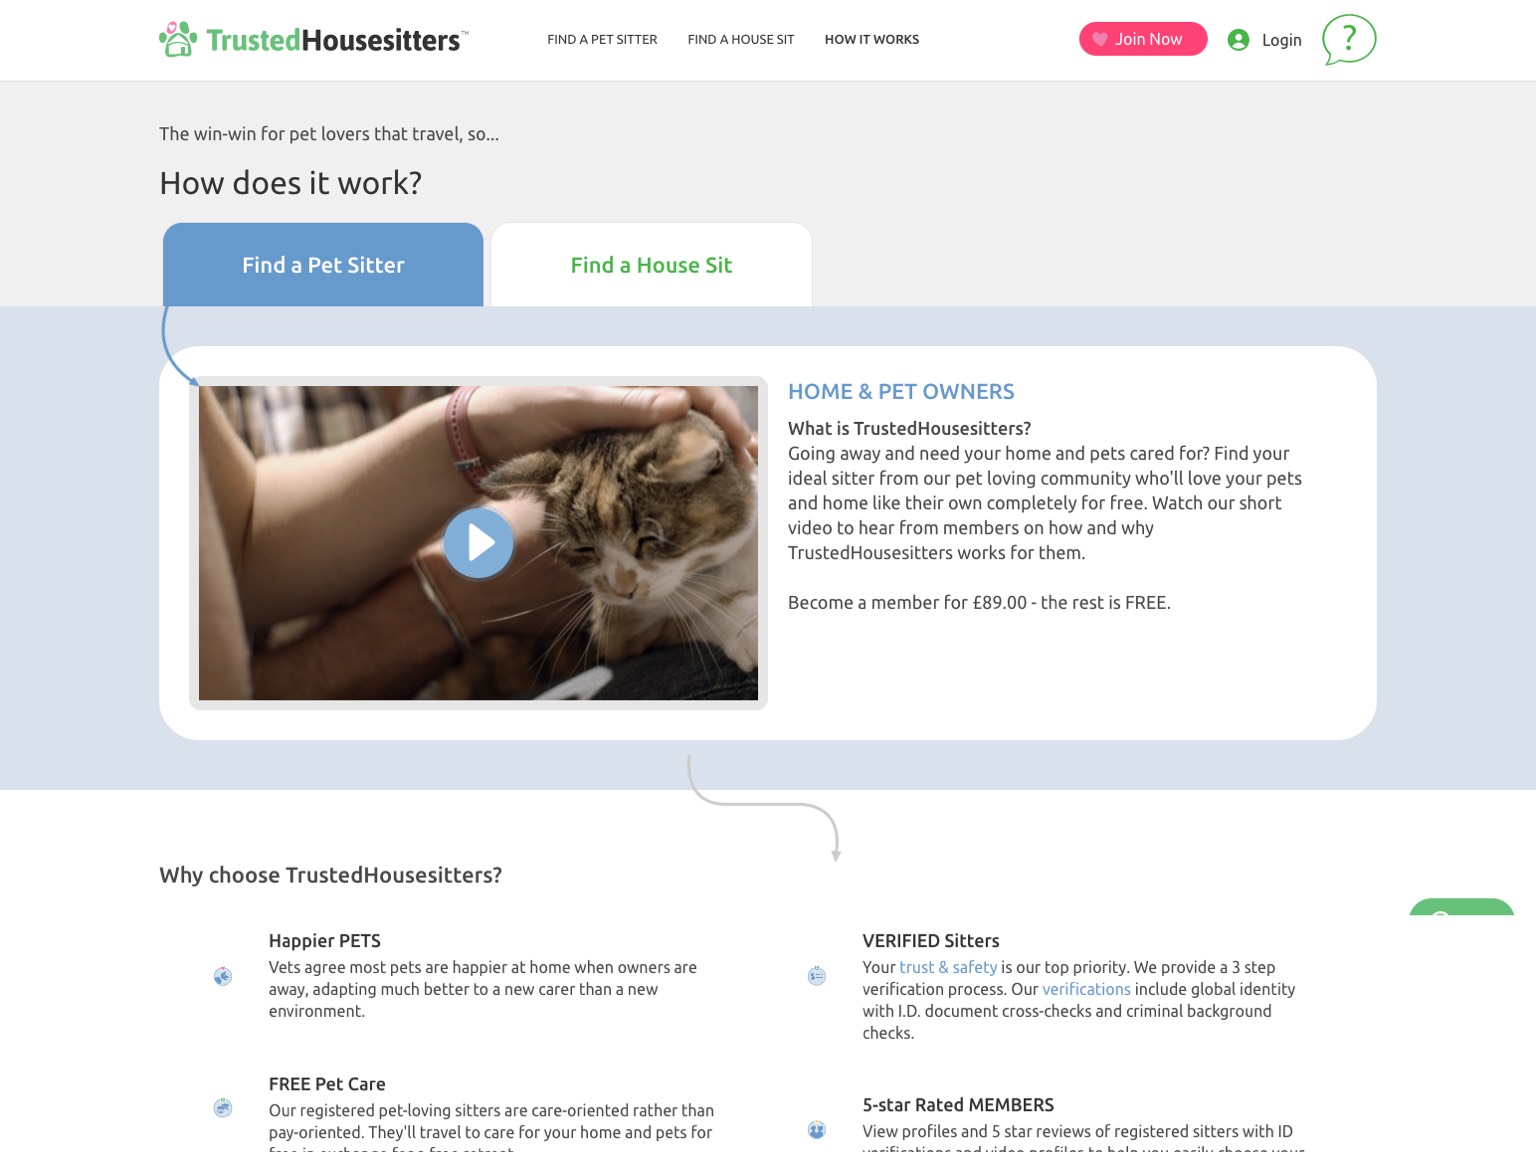 TrustedHousesitters™
FIND A PET SITTER
FIND A HOUSE SIT
HOW IT WORKS
Join Now
Login
?
The win-win for pet lovers that travel, so...
How does it work?
Find a Pet Sitter
Find a House Sit
HOME & PET OWNERS
What is TrustedHousesitters?
Going away and need your home and pets cared for? Find your
ideal sitter from our pet loving community who'll love your pets
and home like their own completely for free. Watch our short
video to hear from members on how and why
TrustedHousesitters works for them.
Become a member for £89.00 - the rest is FREE.
Why choose TrustedHousesitters?
Happier PETS
Vets agree most pets are happier at home when owners are
away, adapting much better to a new carer than a new
environment.
VERIFIED Sitters
Your trust & safety is our top priority. We provide a 3 step
verification process. Our verifications include global identity
with I.D. document cross-checks and criminal background
checks.
FREE Pet Care
Our registered pet-loving sitters are care-oriented rather than
pay-oriented. They'll travel to care for your home and pets for
5-star Rated MEMBERS
View profiles and 5 star reviews of registered sitters with ID